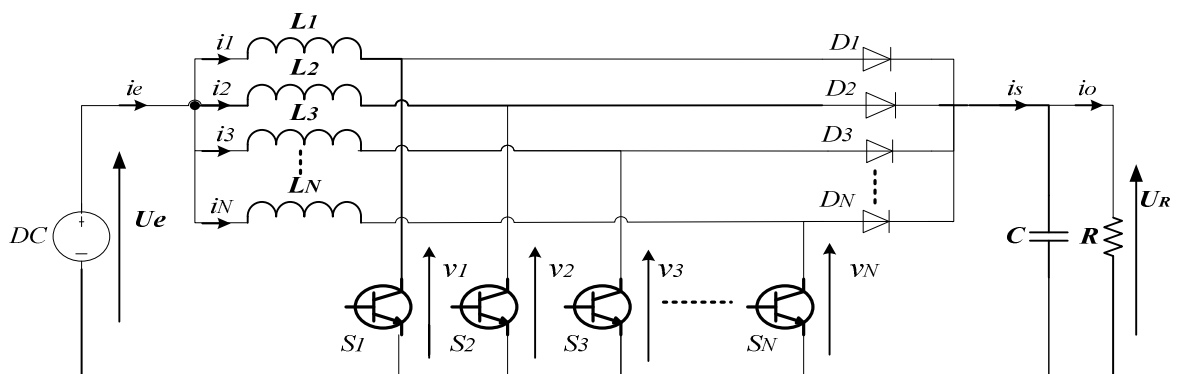 L1
i1
D1
L2
ie
i2
D2
is
io
L3
i3
D3
LN
iN
DN
DC
+
−
Ue
C
R
UR
v1
v2
v3
vN
S1
S2
S3
SN